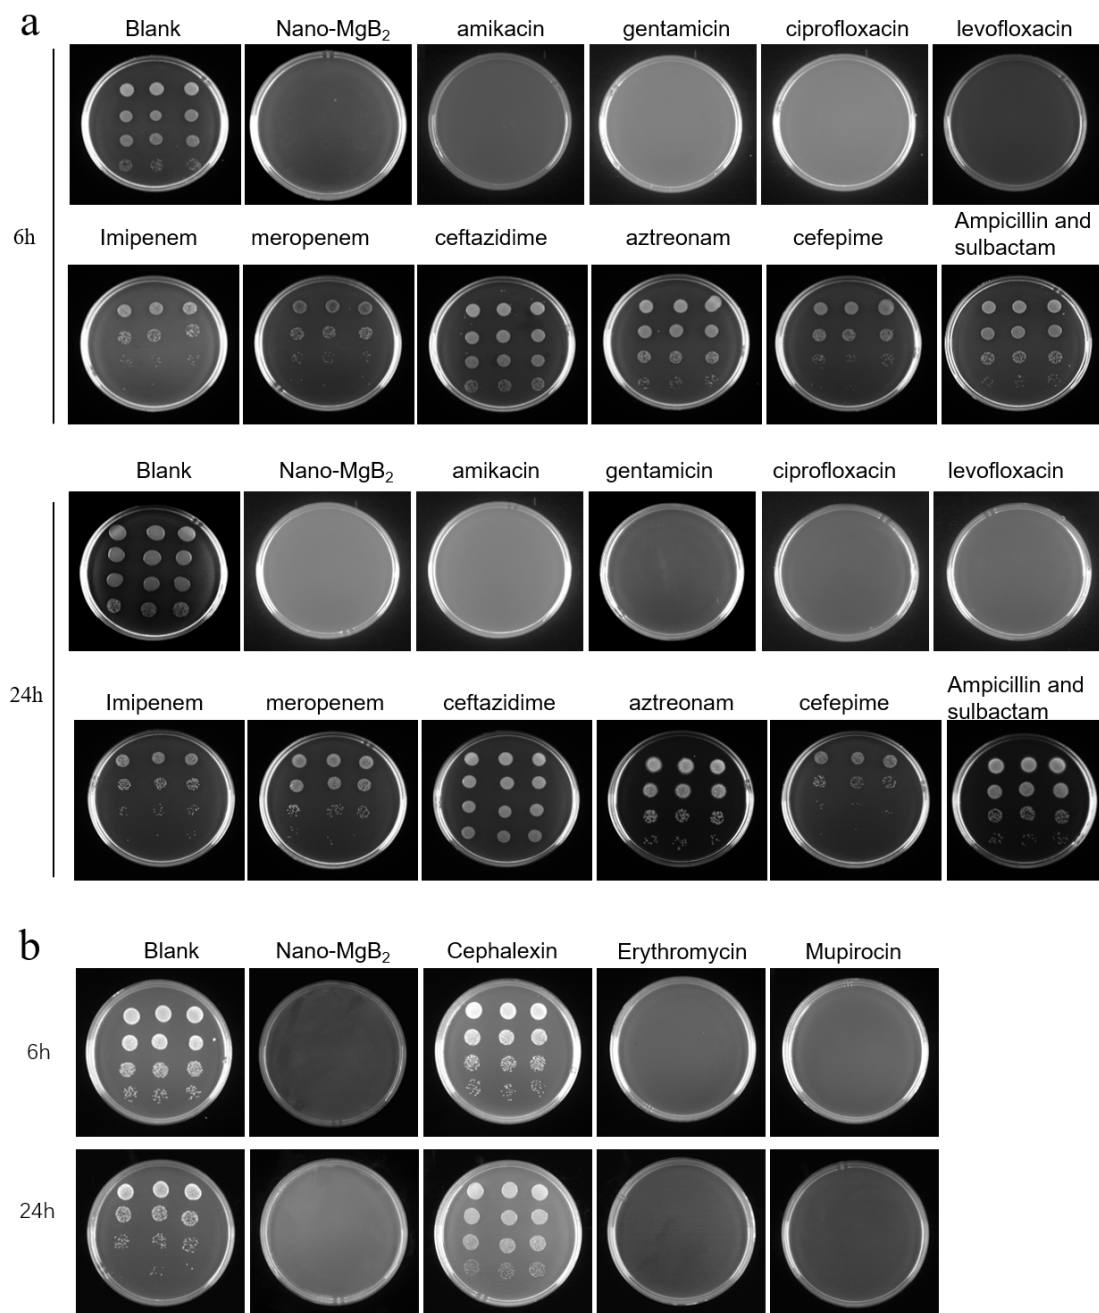 a
Blank Nano-MgB₂ amikacin gentamicin ciprofloxacin levofloxacin
6h
Imipenem meropenem ceftazidime aztreonam cefepime Ampicillin and
sulbactam
Blank Nano-MgB₂ amikacin gentamicin ciprofloxacin levofloxacin
24h
Imipenem meropenem ceftazidime aztreonam cefepime Ampicillin and
sulbactam
b
Blank Nano-MgB₂ Cephalexin Erythromycin Mupirocin
6h
24h